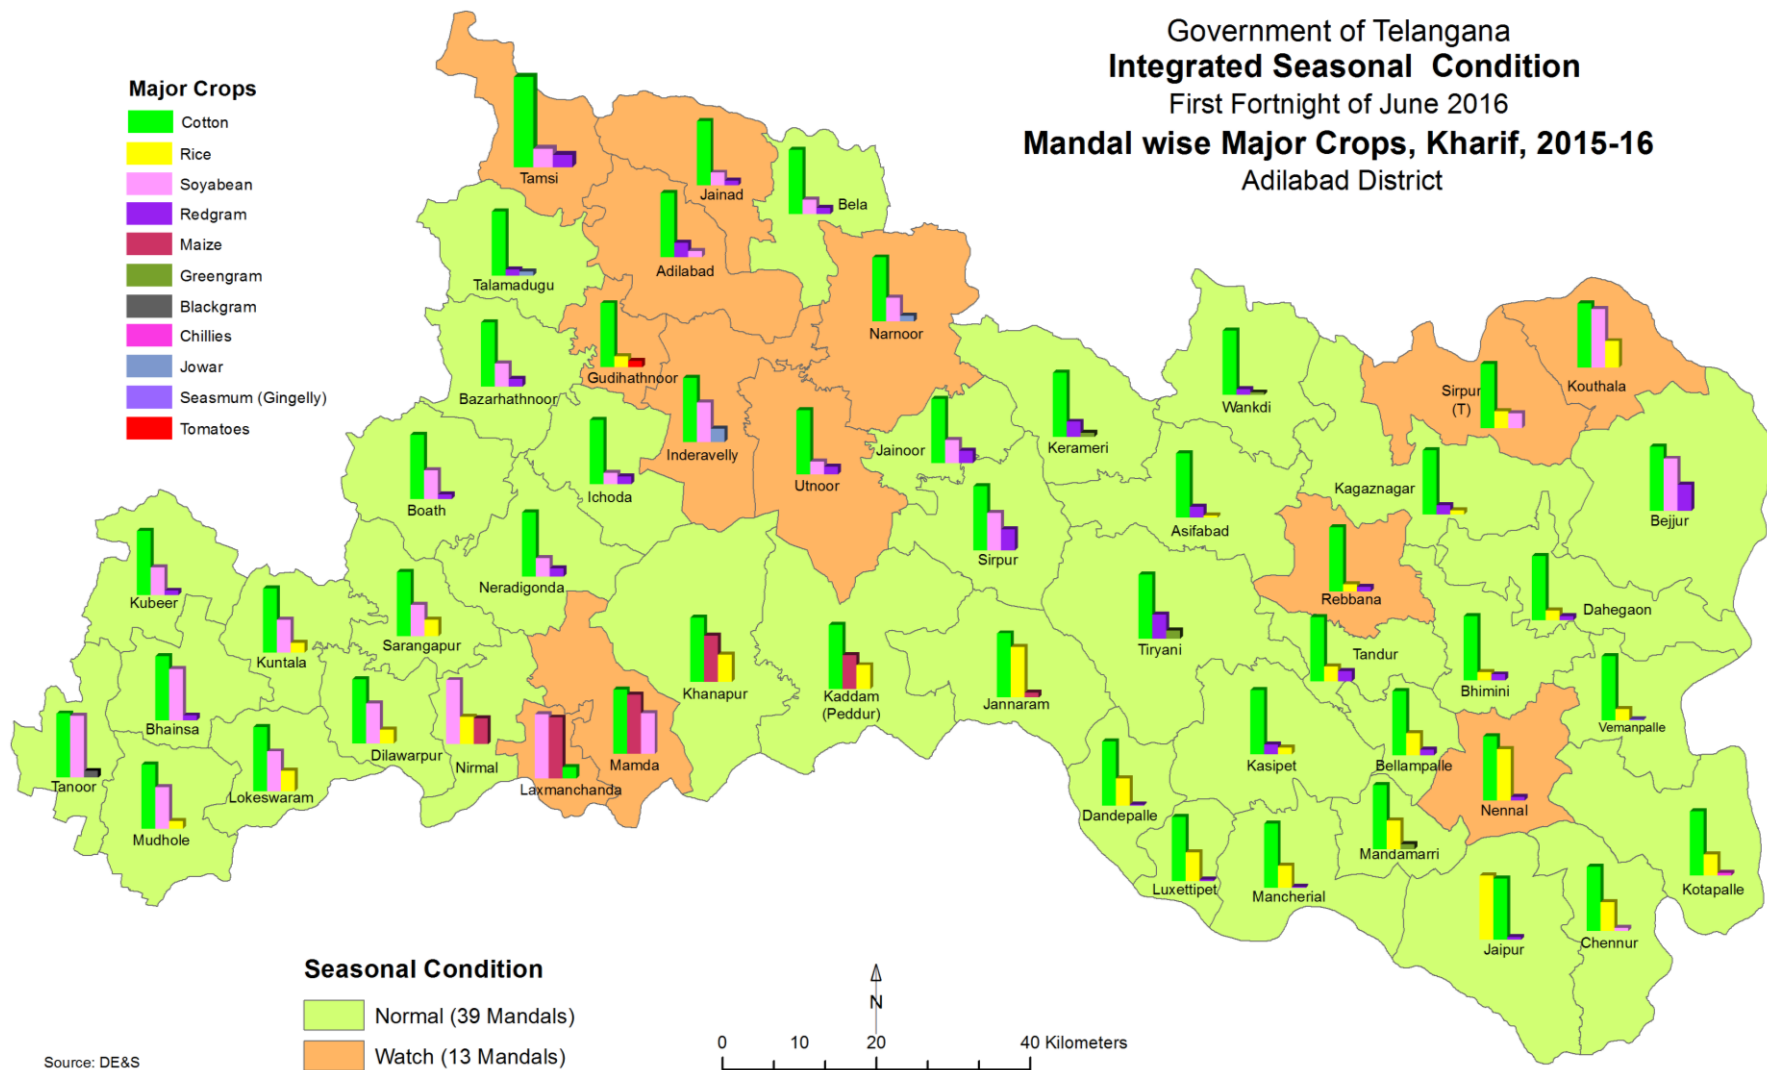 Government of Telangana
Integrated Seasonal Condition
First Fortnight of June 2016
Mandal wise Major Crops, Kharif, 2015-16
Adilabad District
Major Crops
Cotton
Rice
Soyabean
Redgram
Maize
Greengram
Blackgram
Chillies
Jowar
Seasmum (Gingelly)
Tomatoes
Tamsi
Jainad
Bela
Adilabad
Talamadugu
Narnoor
Gudihathnoor
Bazarhathnoor
Inderavelly
Utnoor
Ichoda
Boath
Neradigonda
Jainoor
Kerameri
Wankdi
Sirpur
(T)
Kouthala
Kagaznagar
Bejjur
Asifabad
Sirpur
Rebbana
Dahegaon
Tiryani
Tandur
Bhimini
Vemanpalle
Kubeer
Kuntala
Sarangapur
Khanapur
Kaddam
(Peddur)
Jannaram
Bhainsa
Dilawarpur
Nirmal
Mamda
Laxmanchanda
Tanoor
Lokeswaram
Mudhole
Kasipet
Bellampalle
Nennal
Dandepalle
Mandamarri
Luxettipet
Mancherial
Kotapalle
Jaipur
Chennur
Seasonal Condition
Normal (39 Mandals)
Watch (13 Mandals)
N
0 10 20 40 Kilometers
Source: DE&S